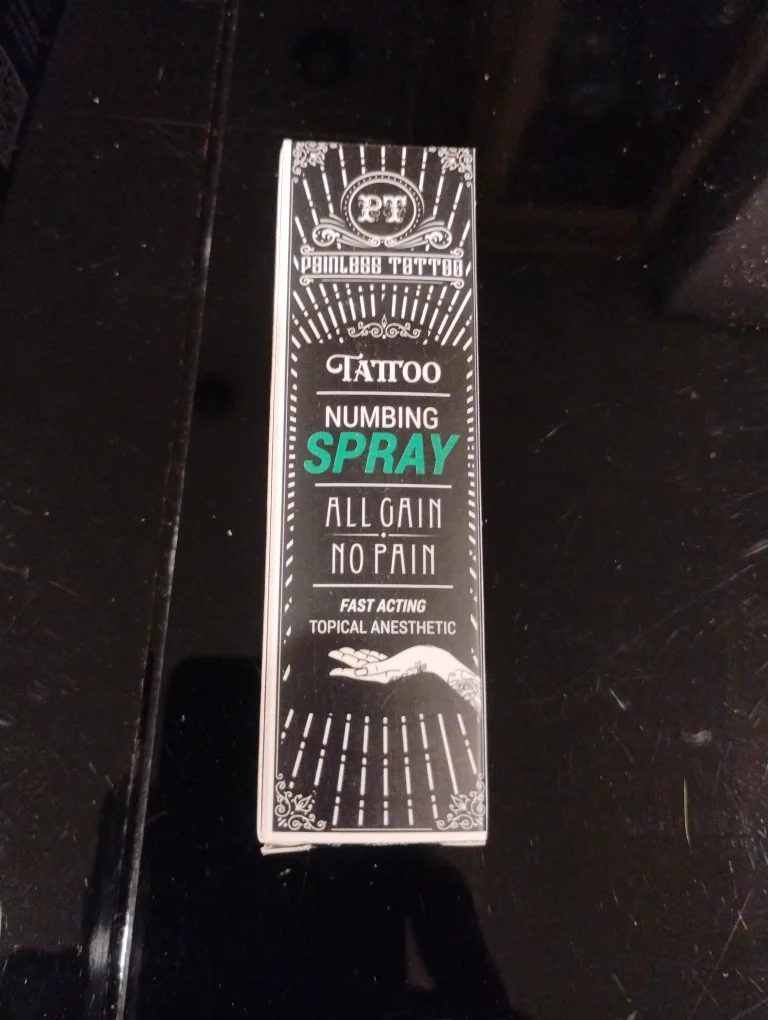 PT
PAINLESS TATTOO
TATTOO
NUMBING
SPRAY
ALL GAIN
NO PAIN
FAST ACTING
TOPICAL ANESTHETIC